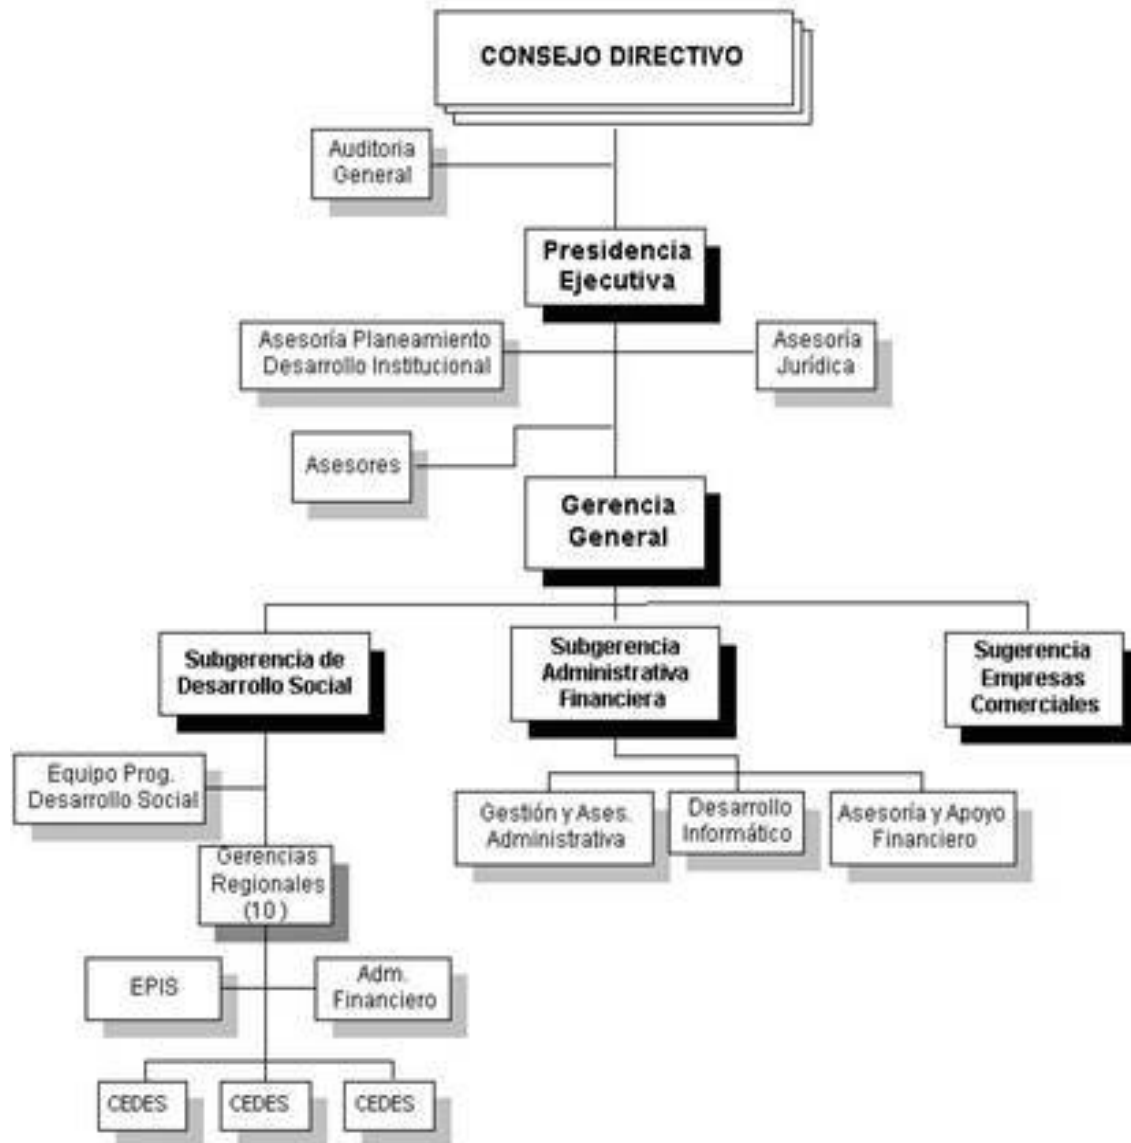 CONSEJO DIRECTIVO
Auditoria
General
Presidencia
Ejecutiva
Asesoría Planeamiento
Desarrollo Institucional
Asesoría
Jurídica
Asesores
Gerencia
General
Subgerencia de
Desarrollo Social
Subgerencia
Administrativa
Financiera
Sugerencia
Empresas
Comerciales
Equipo Prog.
Desarrollo Social
Gestión y Ases.
Administrativa
Desarrollo
Informático
Asesoría y Apoyo
Financiero
Gerencias
Regionales
(10 )
EPIS
Adm.
Financiero
CEDES
CEDES
CEDES